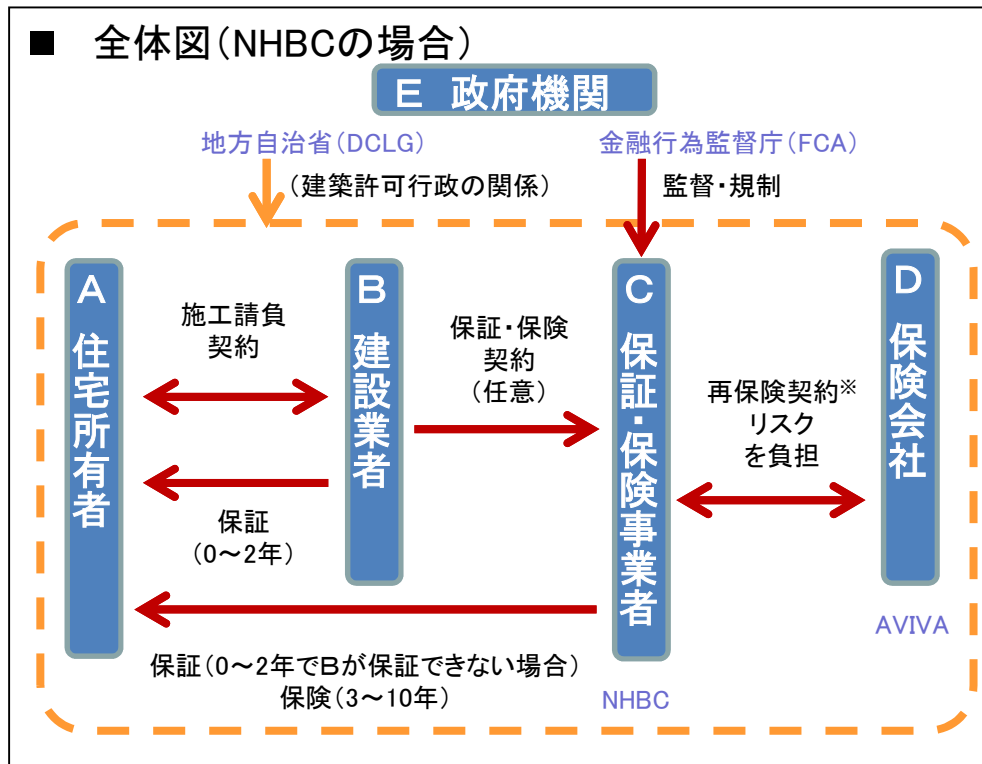 ■ 全体図(NHBCの場合)
E 政府機関
地方自治省(DCLG)
金融行為監督庁(FCA)
(建築許可行政の関係)
監督・規制
A 住宅所有者
施工請負
契約
B 建設業者
保証・保険
契約
(任意)
C 保証・保険事業者
再保険契約※
リスク
を負担
D 保険会社
保証
(0～2年)
保証(0～2年でBが保証できない場合)
保険(3～10年)
NHBC
AVIVA